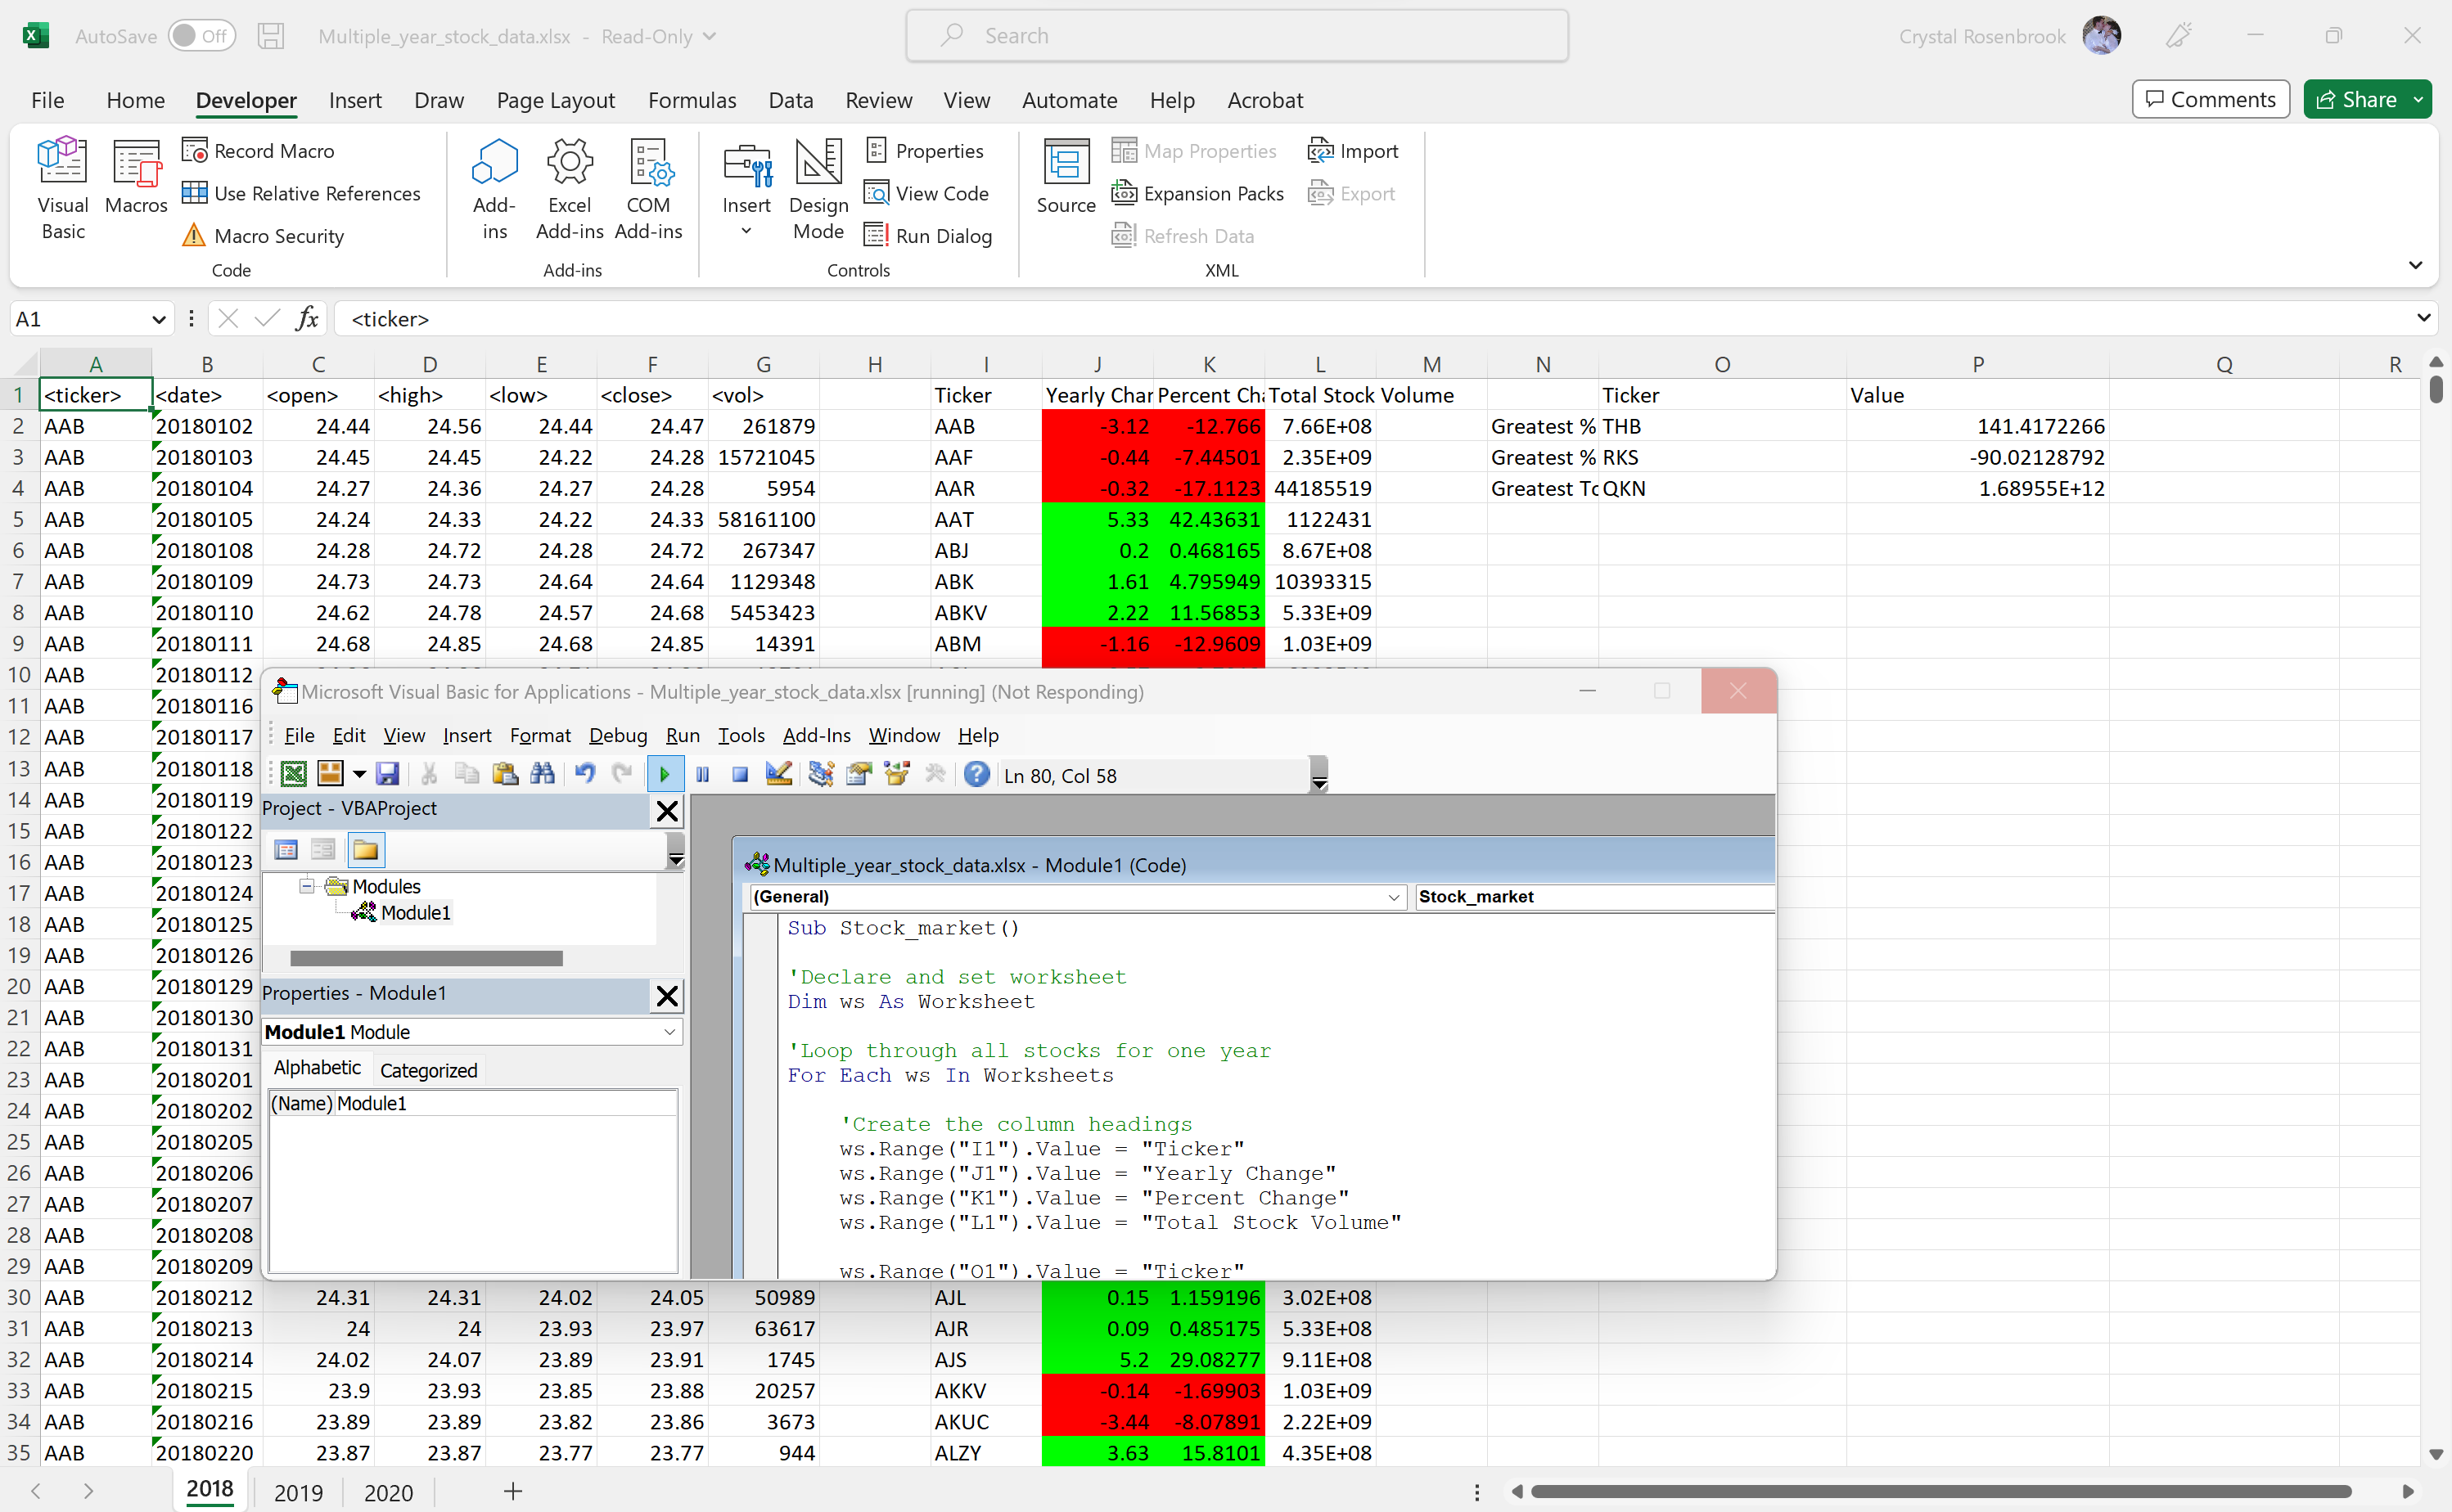 AutoSave Off Multiple_year_stock_data.xlsx - Read-Only Search Crystal Rosenbrook
File Home Developer Insert Draw Page Layout Formulas Data Review View Automate Help Acrobat Comments Share
Visual Basic Macros Record Macro Use Relative References Macro Security Code
Add-ins Excel Add-ins COM Add-ins Add-ins
Insert Design Mode Properties View Code Run Dialog Controls
Source Map Properties Expansion Packs Refresh Data Import Export XML
A1 fx <ticker>
A B C D E F G H I J K L M N O P Q R
1 <ticker> <date> <open> <high> <low> <close> <vol> Ticker Yearly Char Percent Cha Total Stock Volume Ticker Value
2 AAB 20180102 24.44 24.56 24.44 24.47 261879 AAB -3.12 -12.766 7.66E+08 Greatest % THB 141.4172266
3 AAB 20180103 24.45 24.45 24.22 24.28 15721045 AAF -0.44 -7.44501 2.35E+09 Greatest % RKS -90.02128792
4 AAB 20180104 24.27 24.36 24.27 24.28 5954 AAR -0.32 -17.1123 44185519 Greatest To QKN 1.68955E+12
5 AAB 20180105 24.24 24.33 24.22 24.33 58161100 AAT 5.33 42.43631 1122431
6 AAB 20180108 24.28 24.72 24.28 24.72 267347 ABJ 0.2 0.468165 8.67E+08
7 AAB 20180109 24.73 24.73 24.64 24.64 1129348 ABK 1.61 4.795949 10393315
8 AAB 20180110 24.62 24.78 24.57 24.68 5453423 ABKV 2.22 11.56853 5.33E+09
9 AAB 20180111 24.68 24.85 24.68 24.85 14391 ABM -1.16 -12.9609 1.03E+09
10 AAB 20180112
11 AAB 20180116
12 AAB 20180117
13 AAB 20180118
14 AAB 20180119
15 AAB 20180122
16 AAB 20180123
17 AAB 20180124
18 AAB 20180125
19 AAB 20180126
20 AAB 20180129
21 AAB 20180130
22 AAB 20180131
23 AAB 20180201
24 AAB 20180202
25 AAB 20180205
26 AAB 20180206
27 AAB 20180207
28 AAB 20180208
29 AAB 20180209
Microsoft Visual Basic for Applications - Multiple_year_stock_data.xlsx [running] (Not Responding)
File Edit View Insert Format Debug Run Tools Add-Ins Window Help
Ln 80, Col 58
Project - VBAProject
Modules
Module1
Properties - Module1
Module1 Module
Alphabetic Categorized
(Name) Module1
Multiple_year_stock_data.xlsx - Module1 (Code)
(General) Stock_market
Sub Stock_market()
'Declare and set worksheet
Dim ws As Worksheet
'Loop through all stocks for one year
For Each ws In Worksheets
'Create the column headings
ws.Range("I1").Value = "Ticker"
ws.Range("J1").Value = "Yearly Change"
ws.Range("K1").Value = "Percent Change"
ws.Range("L1").Value = "Total Stock Volume"
ws.Range("O1").Value = "Ticker"
30 AAB 20180212 24.31 24.31 24.02 24.05 50989 AJL 0.15 1.159196 3.02E+08
31 AAB 20180213 24 24 23.93 23.97 63617 AJR 0.09 0.485175 5.33E+08
32 AAB 20180214 24.02 24.07 23.89 23.91 1745 AJS 5.2 29.08277 9.11E+08
33 AAB 20180215 23.9 23.93 23.85 23.88 20257 AKKV -0.14 -1.69903 1.03E+09
34 AAB 20180216 23.89 23.89 23.82 23.86 3673 AKUC -3.44 -8.07891 2.22E+09
35 AAB 20180220 23.87 23.87 23.77 23.77 944 ALZY 3.63 15.8101 4.35E+08
2018 2019 2020